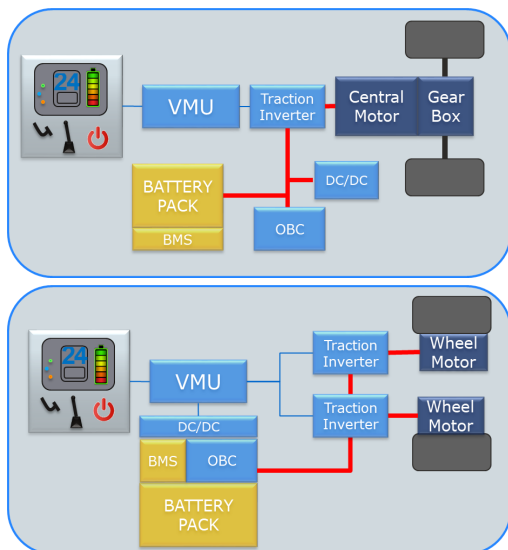 24
VMU
Traction
Inverter
Central
Motor
Gear
Box
BATTERY
PACK
BMS
DC/DC
OBC
24
VMU
Traction
Inverter
Wheel
Motor
Traction
Inverter
Wheel
Motor
DC/DC
BMS
OBC
BATTERY
PACK